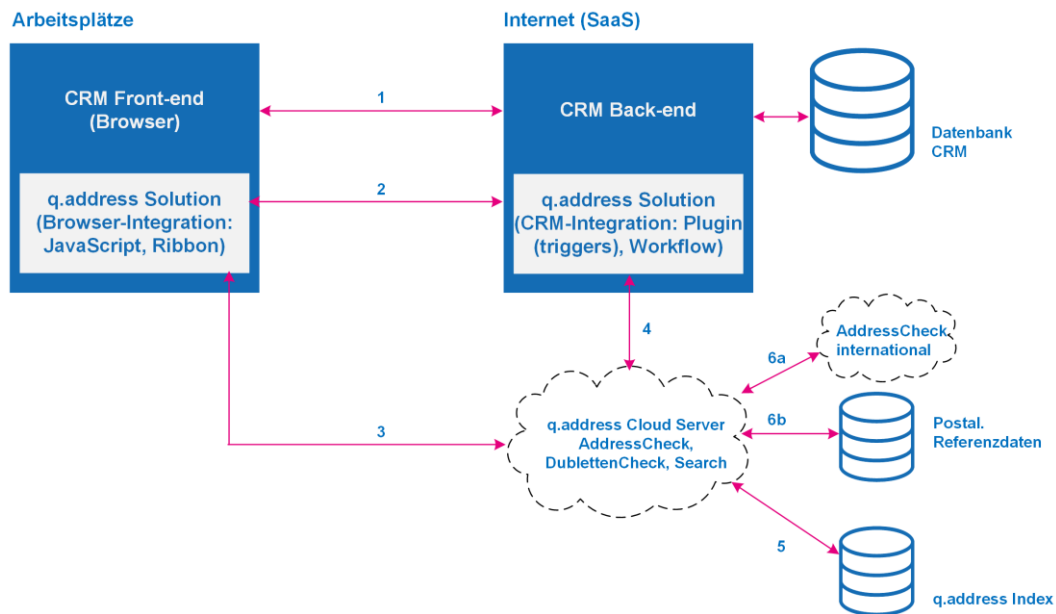 Arbeitsplätze
Internet (SaaS)
CRM Front-end
(Browser)
1
CRM Back-end
Datenbank
CRM
q.address Solution
(Browser-Integration:
JavaScript, Ribbon)
2
q.address Solution
(CRM-Integration: Plugin
(triggers), Workflow)
4
AddressCheck
international
6a
3
q.address Cloud Server
AddressCheck,
DublettenCheck, Search
6b
Postal.
Referenzdaten
5
q.address Index